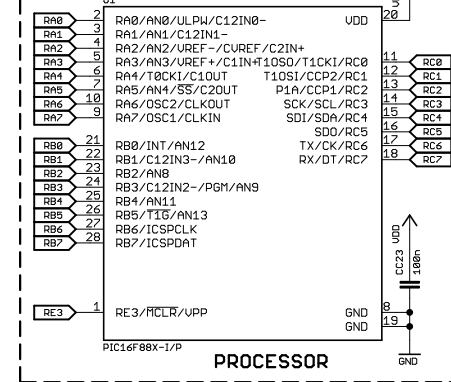 U1
RA0 2 RA0/AN0/ULPW/C12IN0- VDD 20
RA1 3 RA1/AN1/C12IN1-
RA2 4 RA2/AN2/VREF-/CVREF/C2IN+
RA3 5 RA3/AN3/VREF+/C1IN+ T1OSO/T1CKI/RC0 11 RC0
RA4 6 RA4/T0CKI/C1OUT T1OSI/CCP2/RC1 12 RC1
RA5 7 RA5/AN4/SS/C2OUT P1A/CCP1/RC2 13 RC2
RA6 10 RA6/OSC2/CLKOUT SCK/SCL/RC3 14 RC3
RA7 9 RA7/OSC1/CLKIN SDI/SDA/RC4 15 RC4
SDO/RC5 16 RC5
RB0 21 RB0/INT/AN12 TX/CK/RC6 17 RC6
RB1 22 RB1/C12IN3-/AN10 RX/DT/RC7 18 RC7
RB2 23 RB2/AN8
RB3 24 RB3/C12IN2-/PGM/AN9
RB4 25 RB4/AN11
RB5 26 RB5/T1G/AN13
RB6 27 RB6/ICSPCLK
RB7 28 RB7/ICSPDAT
VDD
CC23
100n
RE3 1 RE3/MCLR/VPP GND 8
GND 19
PIC16F88X-I/P
PROCESSOR
GND